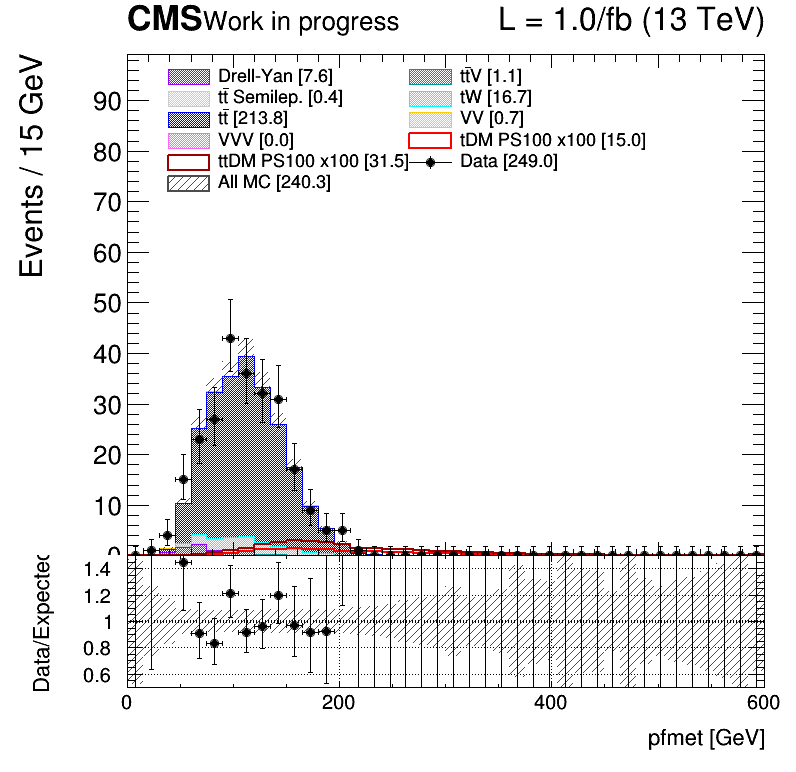 CMS Work in progress L = 1.0/fb (13 TeV)
Drell-Yan [7.6] tt̄V [1.1]
tt̄ Semilep. [0.4] tW [16.7]
tt̄ [213.8] VV [0.7]
VVV [0.0] tDM PS100 x100 [15.0]
ttDM PS100 x100 [31.5] Data [249.0]
All MC [240.3]
Events / 15 GeV
90
80
70
60
50
40
30
20
10
0
Data/Expected
1.4
1.2
1
0.8
0.6
0 200 400 600
pfmet [GeV]